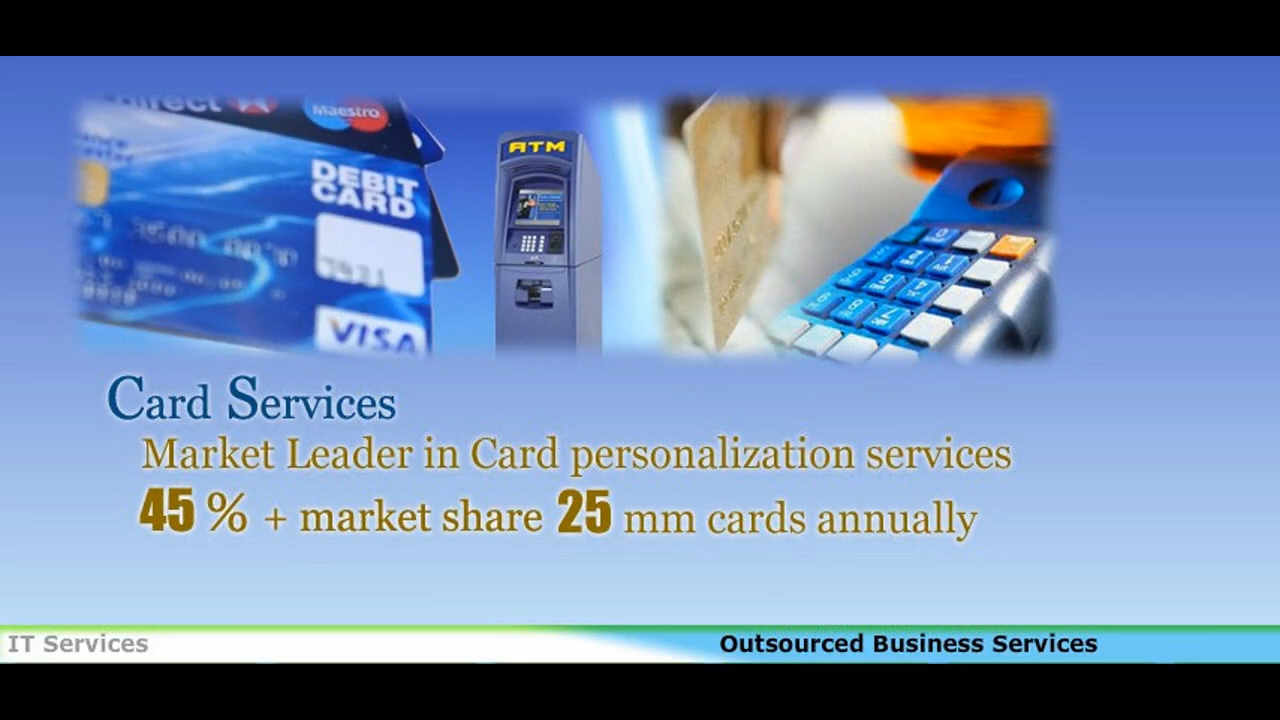 direct
Maestro
DEBIT
CARD
VISA
ATM
Card Services
Market Leader in Card personalization services
45 % + market share 25 mm cards annually
IT Services
Outsourced Business Services